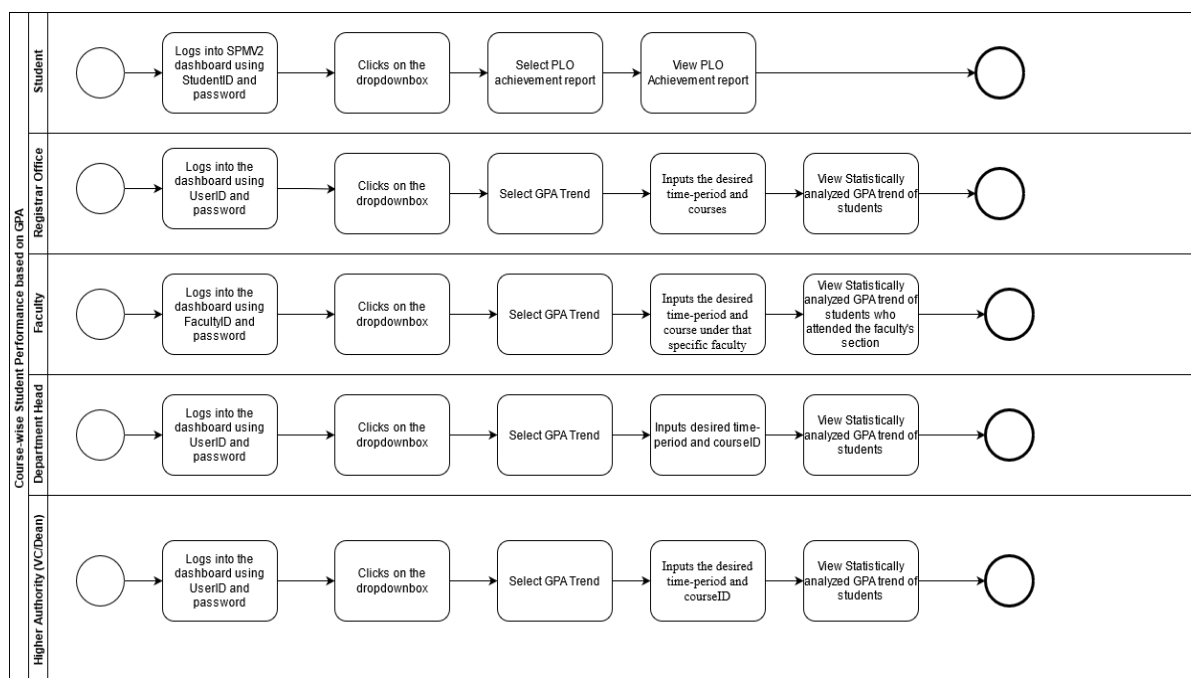 Course-wise Student Performance based on GPA
Student
Logs into SPMV2
dashboard using
StudentID and
password
Clicks on the
dropdownbox
Select PLO
achievement report
View PLO
Achievement report
Registrar Office
Logs into the
dashboard using
UserID and
password
Clicks on the
dropdownbox
Select GPA Trend
Inputs the desired
time-period and
courses
View Statistically
analyzed GPA trend of
students
Faculty
Logs into the
dashboard using
FacultyID and
password
Clicks on the
dropdownbox
Select GPA Trend
Inputs the desired
time-period and
course under that
specific faculty
View Statistically
analyzed GPA trend of
students who
attended the faculty's
section
Department Head
Logs into the
dashboard using
UserID and
password
Clicks on the
dropdownbox
Select GPA Trend
Inputs desired time-
period and courseID
View Statistically
analyzed GPA trend of
students
Higher Authority (VC/Dean)
Logs into the
dashboard using
UserID and
password
Clicks on the
dropdownbox
Select GPA Trend
Inputs the desired
time-period and
courseID
View Statistically
analyzed GPA trend of
students